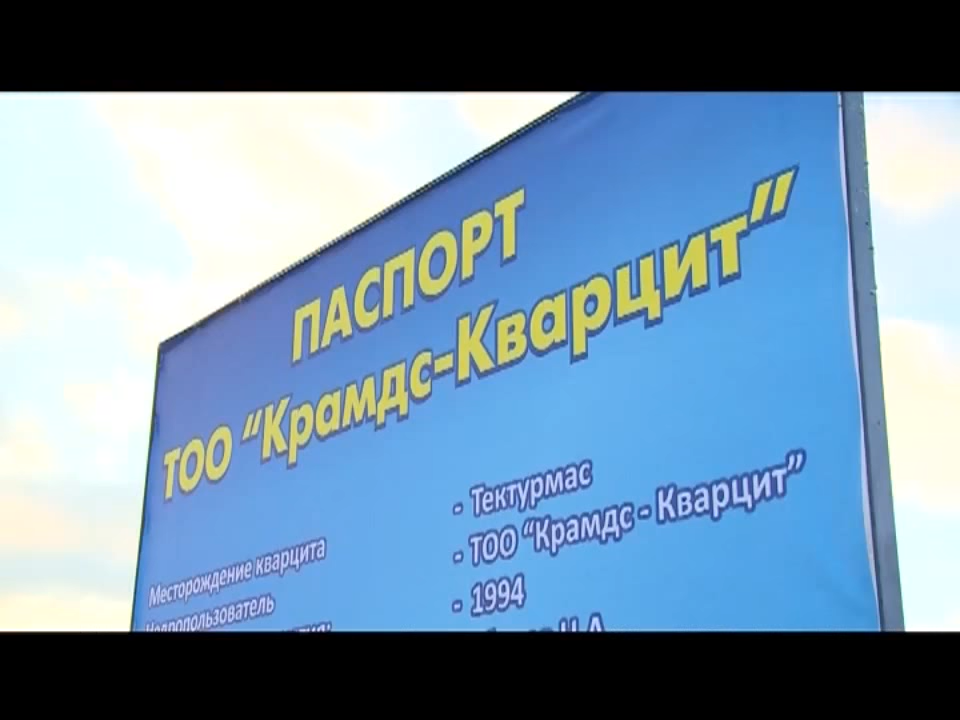 ПАСПОРТ
ТОО “Крамдс-Кварцит”
Месторождение кварцита - Тектурмас
Недропользователь - ТОО “Крамдс - Кварцит”
- 1994
Н.А.